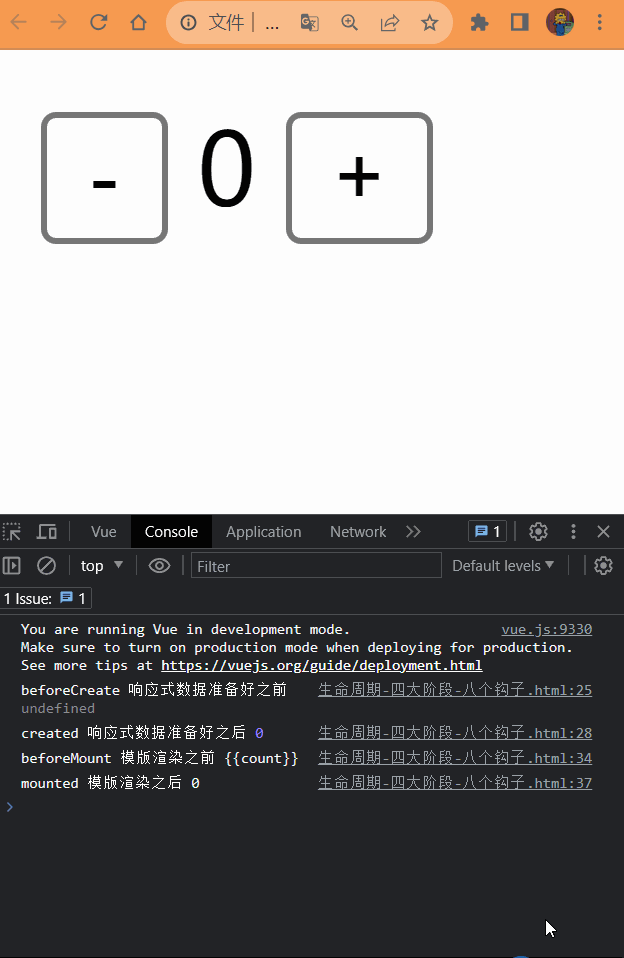 文件 ...
- 0 +
Vue Console Application Network 1
top Filter Default levels
1 Issue: 1
You are running Vue in development mode. vue.js:9330
Make sure to turn on production mode when deploying for production.
See more tips at https://vuejs.org/guide/deployment.html
beforeCreate 响应式数据准备好之前 生命周期-四大阶段-八个钩子.html:25
undefined
created 响应式数据准备好之后 0 生命周期-四大阶段-八个钩子.html:28
beforeMount 模版渲染之前 {{count}} 生命周期-四大阶段-八个钩子.html:34
mounted 模版渲染之后 0 生命周期-四大阶段-八个钩子.html:37